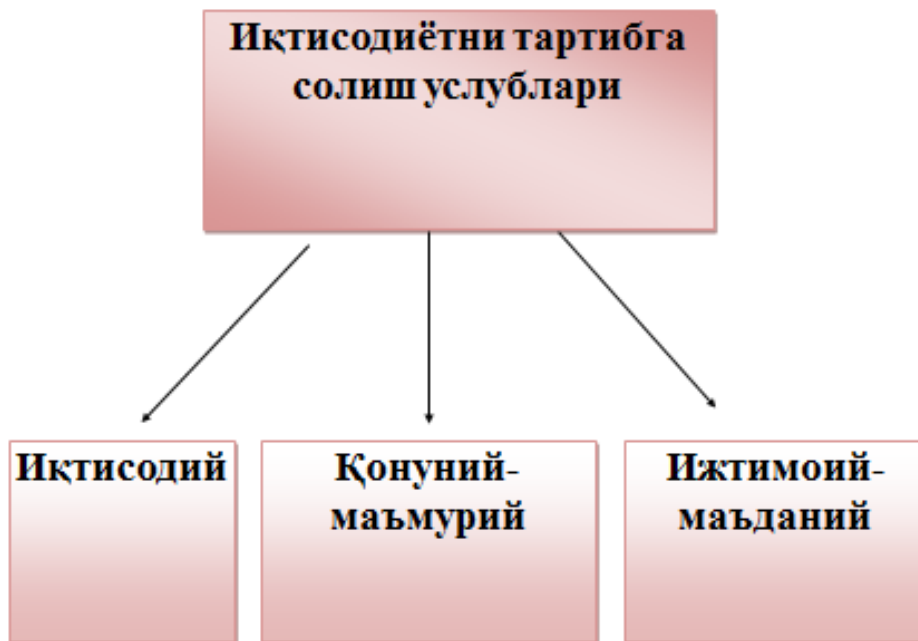 Иқтисодиётни тартибга
солиш услублари
Иқтисодий
Қонуний-
маъмурий
Ижтимоий-
маъданий